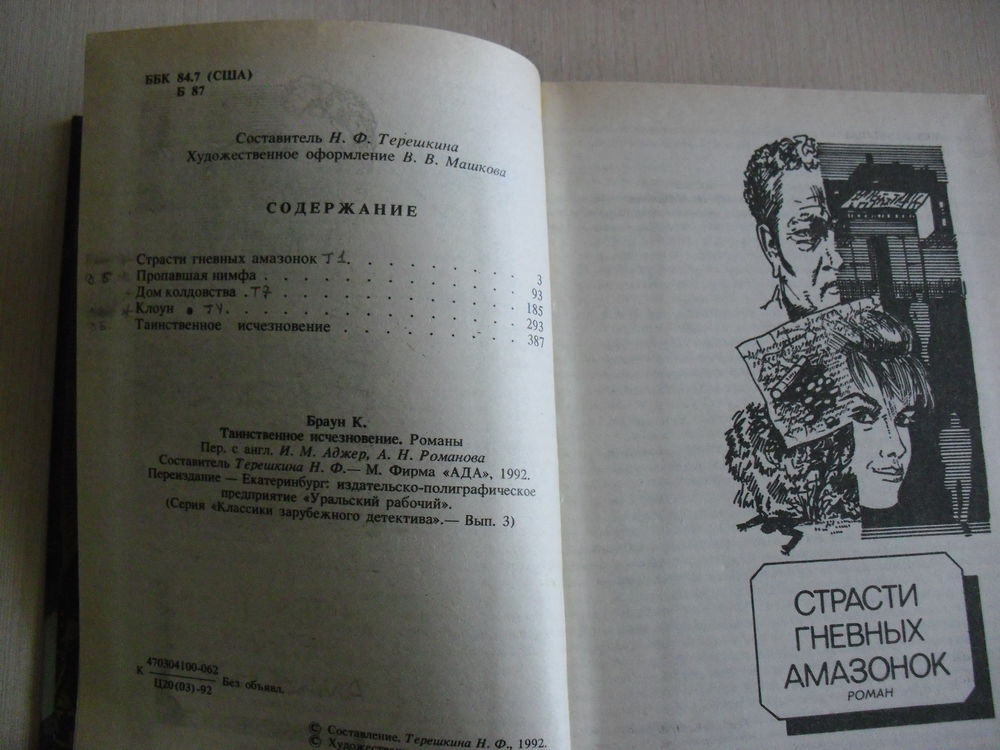 ББК 84.7 (США)
Б 87
Составитель Н. Ф. Терешкина
Художественное оформление В. В. Машкова
СОДЕРЖАНИЕ
Страсти гневных амазонок Т1. . . . . . . . 3
Пропавшая нимфа . . . . . . . . . . . 93
Дом колдовства . Т7 . . . . . . . . . . 185
Клоун Т4. . . . . . . . . . . . 293
Таинственное исчезновение . . . . . . . . 387
Браун К.
Таинственное исчезновение. Романы
Пер. с англ. И. М. Аджер, А. Н. Романова
Составитель Терешкина Н. Ф.— М. Фирма «АДА», 1992.
Переиздание — Екатеринбург: издательско-полиграфическое
предприятие «Уральский рабочий».
(Серия «Классики зарубежного детектива».— Вып. 3)
К 470304100-062
Ц20(03)-92 Без объявл.
© Составление. Терешкина Н. Ф., 1992.
©
СТРАСТИ
ГНЕВНЫХ
АМАЗОНОК
РОМАН